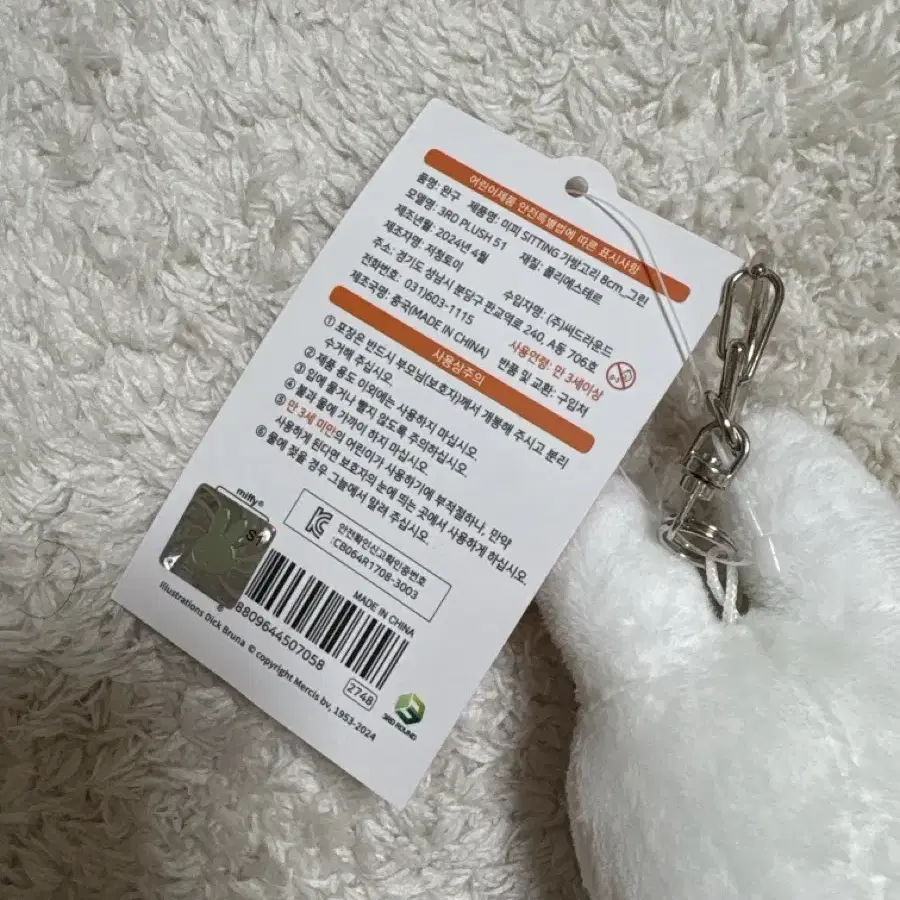 어린이제품 안전특별법에 따른 표시사항
품명: 완구 제품명: 미피 SITTING 가방고리 8cm_그린
모델명: 3RD PLUSH 51 재질: 폴리에스테르
제조년월: 2024년 4월
제조자명: 저청토이 수입자명: (주)써드라운드
주소: 경기도 성남시 분당구 판교역로 240, A동 706호
전화번호: 031)603-1115 사용연령: 만 3세이상
제조국명: 중국(MADE IN CHINA) 반품 및 교환: 구입처
0-3
사용상주의
① 포장은 반드시 부모님(보호자)께서 개봉해 주시고 분리
수거해 주십시오.
② 제품 용도 이외에는 사용하지 마십시오
③ 입에 물거나 빨지 않도록 주의하십시오.
④ 불과 물에 가까이 하지 마십시오.
⑤ 만 3세 미만의 어린이가 사용하기에 부적절하나, 만약
사용하게 된다면 보호자의 눈에 띄는 곳에서 사용하게 하십시오.
⑥ 물에 젖을 경우 그늘에서 말려 주십시오.
miffy®
S1
안전확인신고확인증번호
:CB064R1708-3003
MADE IN CHINA
8809644507058
2748
3RD ROUND
Illustrations Dick Bruna © copyright Mercis bv, 1953-2024